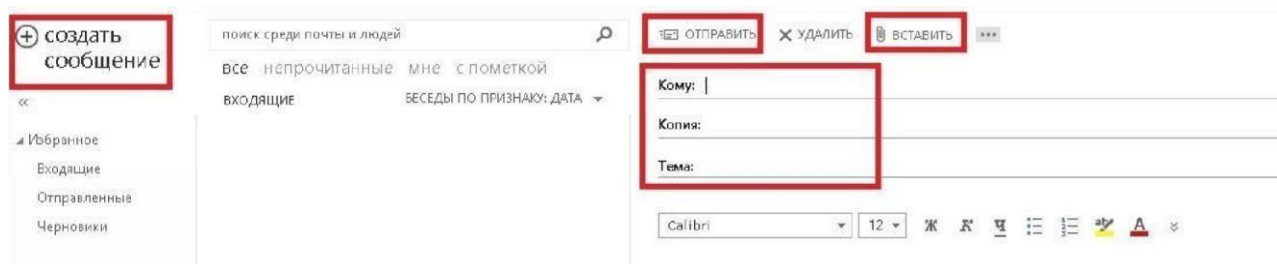 создать
сообщение
«
Избранное
Входящие
Отправленные
Черновики
поиск среди почты и людей
все непрочитанные мне с пометкой
ВХОДЯЩИЕ БЕСЕДЫ ПО ПРИЗНАКУ: ДАТА
ОТПРАВИТЬ УДАЛИТЬ ВСТАВИТЬ •••
Кому:
Копия:
Тема:
Calibri 12 Ж К Ч aby A